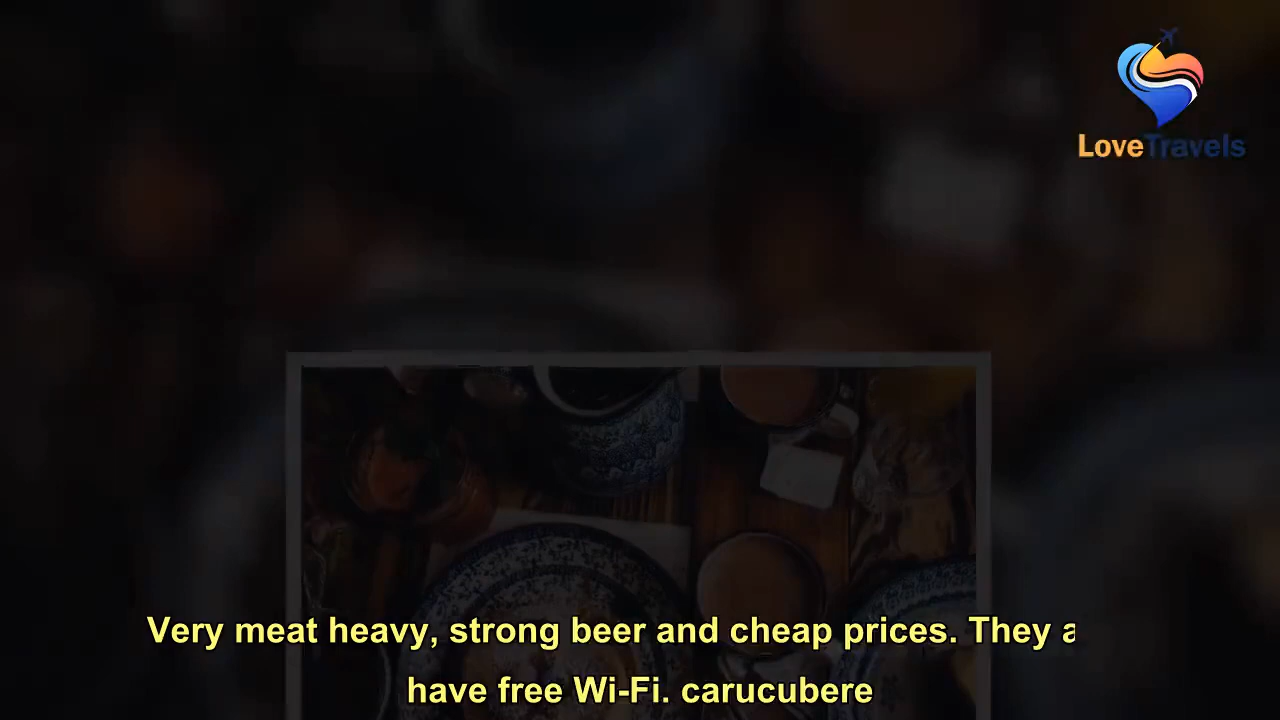 LoveTravels
Very meat heavy, strong beer and cheap prices. They a
have free Wi-Fi. carucubere